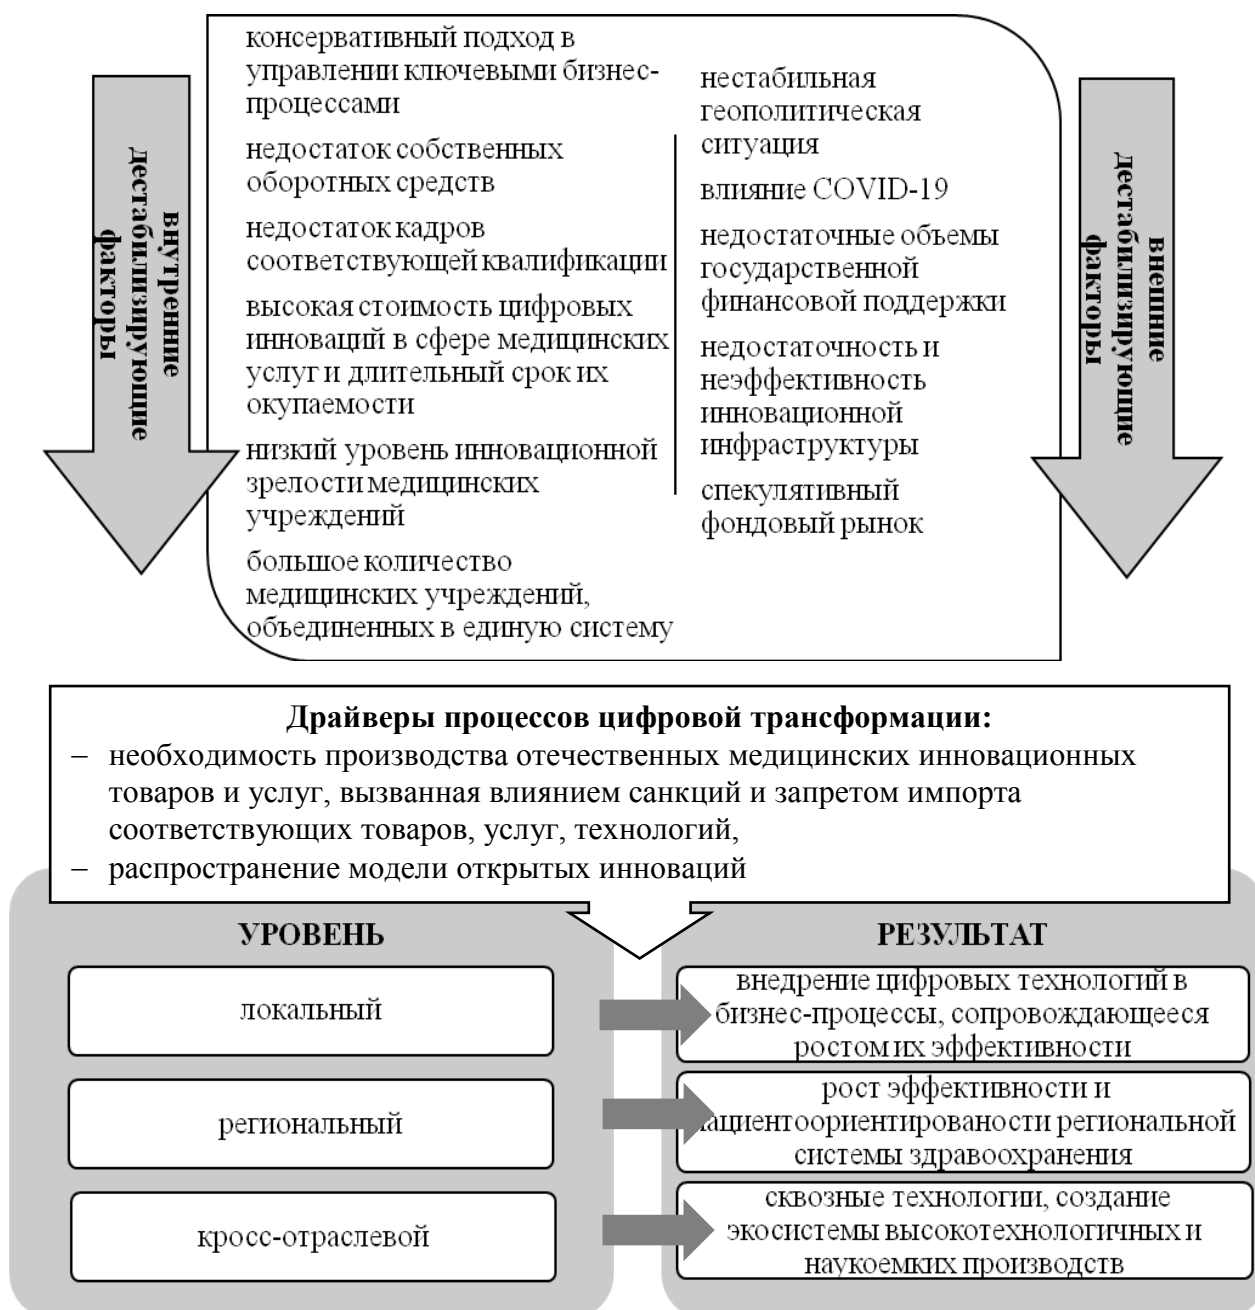 внутренние
дестабилизирующие
факторы
консервативный подход в
управлении ключевыми бизнес-
процессами
недостаток собственных
оборотных средств
недостаток кадров
соответствующей квалификации
высокая стоимость цифровых
инноваций в сфере медицинских
услуг и длительный срок их
окупаемости
низкий уровень инновационной
зрелости медицинских
учреждений
большое количество
медицинских учреждений,
объединенных в единую систему
нестабильная
геополитическая
ситуация
влияние COVID-19
недостаточные объемы
государственной
финансовой поддержки
недостаточность и
неэффективность
инновационной
инфраструктуры
спекулятивный
фондовый рынок
внешние
дестабилизирующие
факторы
Драйверы процессов цифровой трансформации:
− необходимость производства отечественных медицинских инновационных
товаров и услуг, вызванная влиянием санкций и запретом импорта
соответствующих товаров, услуг, технологий,
− распространение модели открытых инноваций
УРОВЕНЬ
РЕЗУЛЬТАТ
локальный
внедрение цифровых технологий в
бизнес-процессы, сопровождающееся
ростом их эффективности
региональный
рост эффективности и
пациентоориентированости региональной
системы здравоохранения
кросс-отраслевой
сквозные технологии, создание
экосистемы высокотехнологичных и
наукоемких производств